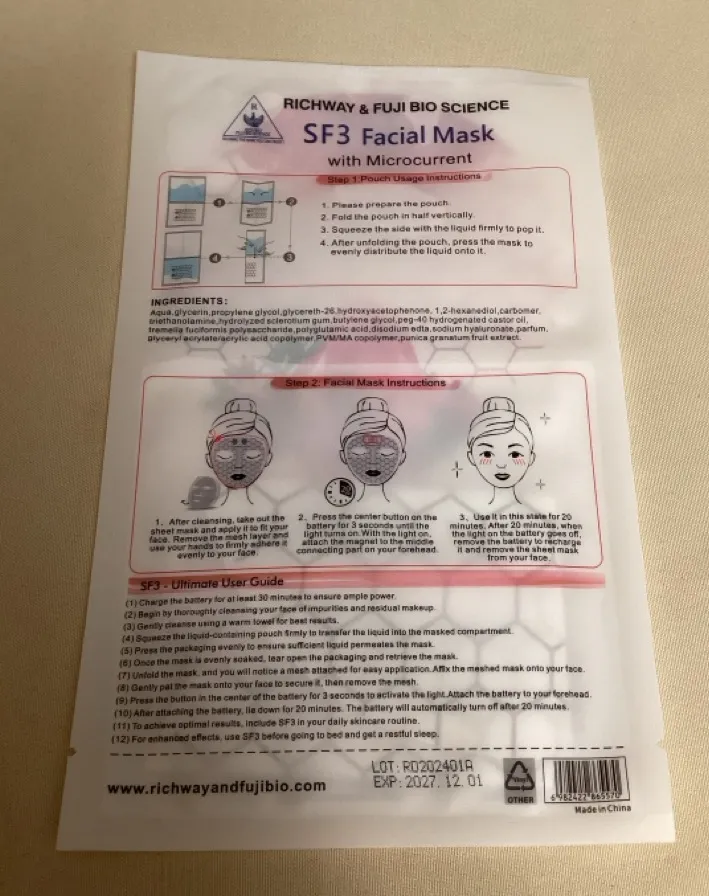 RICHWAY & FUJI BIO SCIENCE
SF3 Facial Mask
with Microcurrent
Step 1:Pouch Usage Instructions
1. Please prepare the pouch.
2. Fold the pouch in half vertically.
3. Squeeze the side with the liquid firmly to pop it.
4. After unfolding the pouch, press the mask to
evenly distribute the liquid onto it.
1
2
4
3
INGREDIENTS:
Aqua,glycerin,propylene glycol,glycereth-26,hydroxyacetophenone, 1,2-hexanediol,carbomer,
triethanolamine,hydrolyzed sclerotium gum,butylene glycol,peg-40 hydrogenated castor oil,
tremella fuciformis polysaccharide,polyglutamic acid,disodium edta,sodium hyaluronate,parfum,
glyceryl acrylate/acrylic acid copolymer,PVM/MA copolymer,punica granatum fruit extract.
Step 2: Facial Mask Instructions
1. After cleansing, take out the
sheet mask and apply it to fit your
face. Remove the mesh layer and
use your hands to firmly adhere it
evenly to your face.
2. Press the center button on the
battery for 3 seconds until the
light turns on. With the light on,
attach the magnet to the middle
connecting part on your forehead.
3. Use it in this state for 20
minutes. After 20 minutes, when
the light on the battery goes off,
remove the battery to recharge
it and remove the sheet mask
from your face.
SF3 - Ultimate User Guide
(1) Charge the battery for at least 30 minutes to ensure ample power.
(2) Begin by thoroughly cleansing your face of impurities and residual makeup.
(3) Gently cleanse using a warm towel for best results.
(4) Squeeze the liquid-containing pouch firmly to transfer the liquid into the masked compartment.
(5) Press the packaging evenly to ensure sufficient liquid permeates the mask.
(6) Once the mask is evenly soaked, tear open the packaging and retrieve the mask.
(7) Unfold the mask, and you will notice a mesh attached for easy application.Affix the meshed mask onto your face.
(8) Gently pat the mask onto your face to secure it, then remove the mesh.
(9) Press the button in the center of the battery for 3 seconds to activate the light.Attach the battery to your forehead.
(10) After attaching the battery, lie down for 20 minutes. The battery will automatically turn off after 20 minutes.
(11) To achieve optimal results, include SF3 in your daily skincare routine.
(12) For enhanced effects, use SF3 before going to bed and get a restful sleep.
www.richwayandfujibio.com
LOT: RO202401A
EXP: 2027. 12. 01
OTHER
6 982422 865570
Made in China